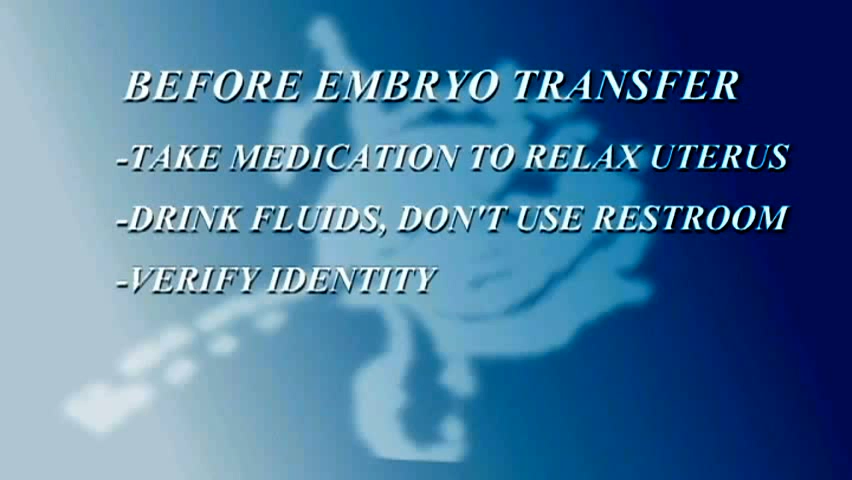 BEFORE EMBRYO TRANSFER
-TAKE MEDICATION TO RELAX UTERUS
-DRINK FLUIDS, DON'T USE RESTROOM
-VERIFY IDENTITY